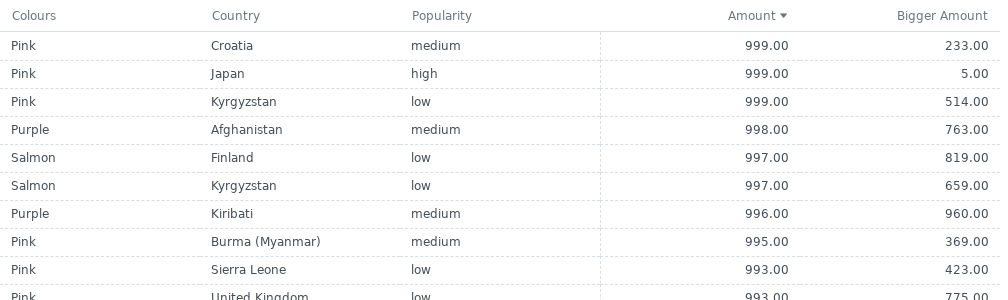 Colours Country Popularity Amount Bigger Amount
Pink Croatia medium 999.00 233.00
Pink Japan high 999.00 5.00
Pink Kyrgyzstan low 999.00 514.00
Purple Afghanistan medium 998.00 763.00
Salmon Finland low 997.00 819.00
Salmon Kyrgyzstan low 997.00 659.00
Purple Kiribati medium 996.00 960.00
Pink Burma (Myanmar) medium 995.00 369.00
Pink Sierra Leone low 993.00 423.00
Pink United Kingdom low 993.00 775.00